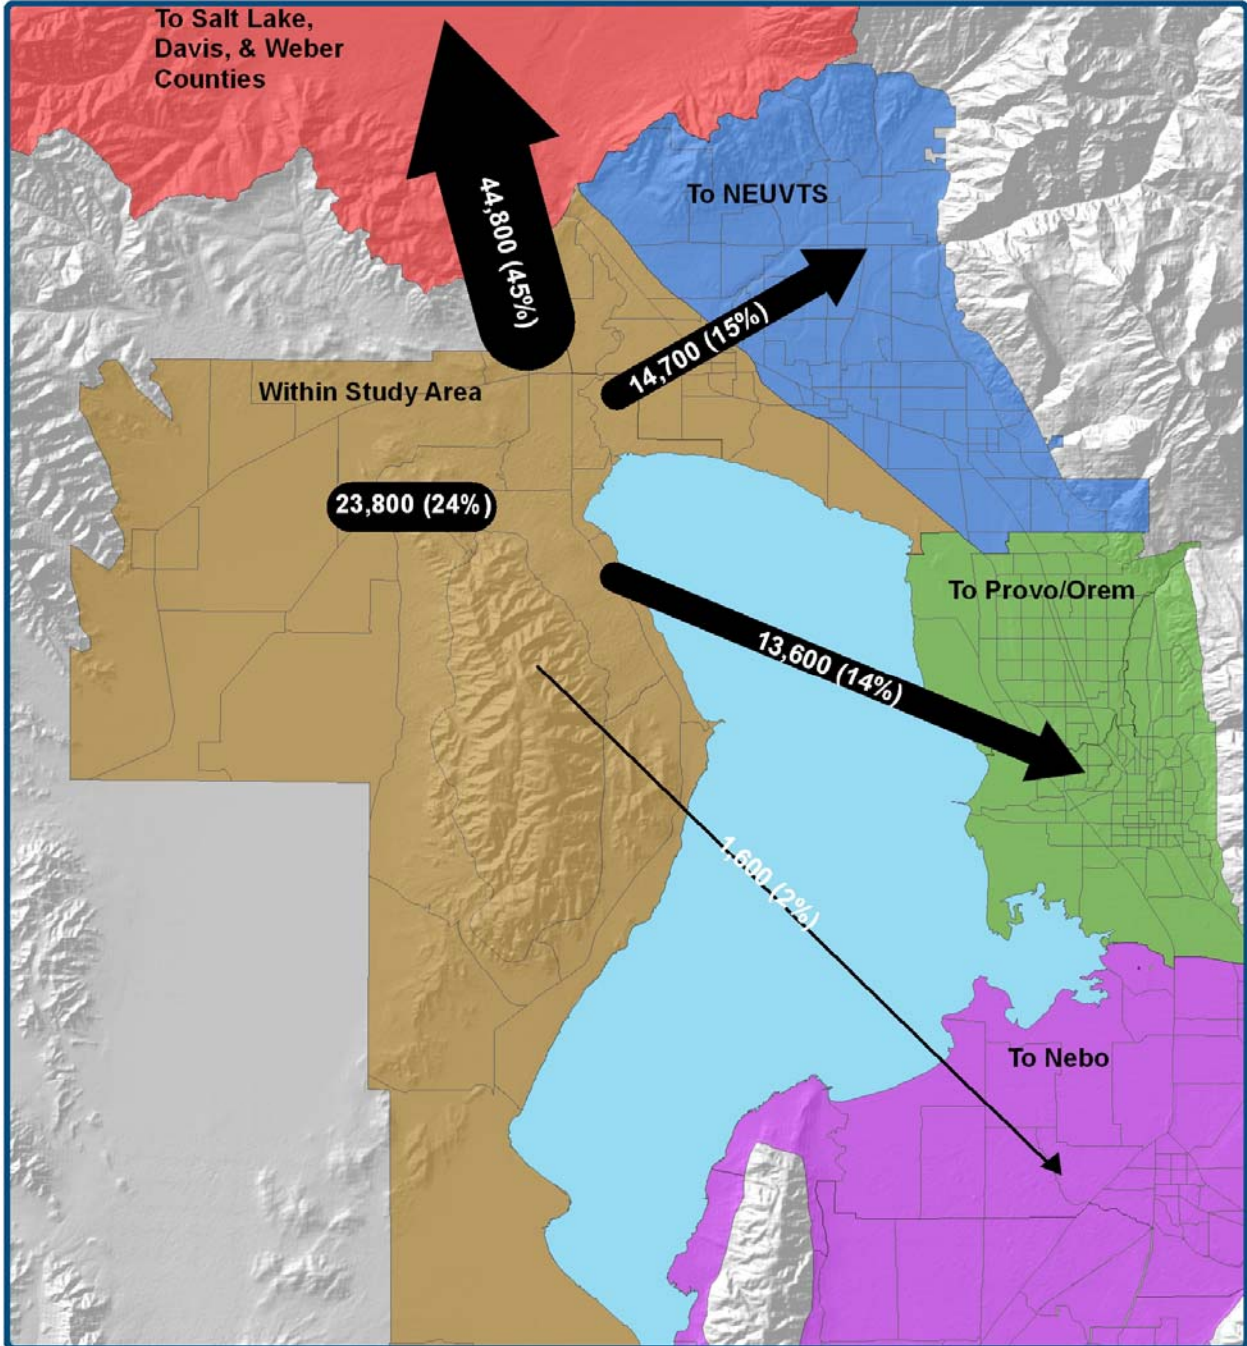 To Salt Lake,
Davis, & Weber
Counties
44,800 (45%)
To NEUVTS
14,700 (15%)
Within Study Area
23,800 (24%)
To Provo/Orem
13,600 (14%)
1,600 (2%)
To Nebo